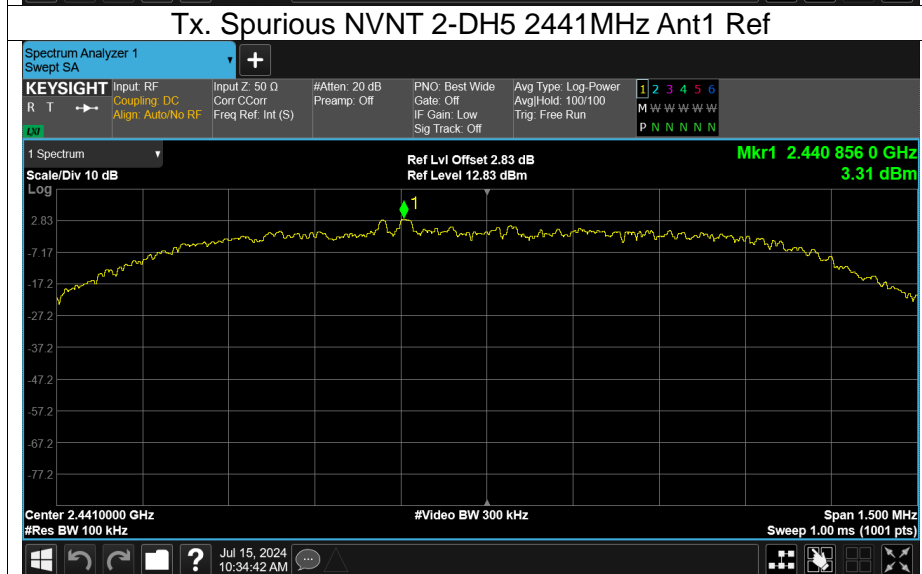 Tx. Spurious NVNT 2-DH5 2441MHz Ant1 Ref
Spectrum Analyzer 1
Swept SA
+
KEYSIGHT
R T
LXI
Input: RF
Coupling: DC
Align: Auto/No RF
Input Z: 50 Ω
Corr CCorr
Freq Ref: Int (S)
#Atten: 20 dB
Preamp: Off
PNO: Best Wide
Gate: Off
IF Gain: Low
Sig Track: Off
Avg Type: Log-Power
Avg|Hold: 100/100
Trig: Free Run
1 2 3 4 5 6
M W W W W W
P N N N N N
1 Spectrum
Scale/Div 10 dB
Log
Ref Lvl Offset 2.83 dB
Ref Level 12.83 dBm
Mkr1 2.440 856 0 GHz
3.31 dBm
1
2.83
-7.17
-17.2
-27.2
-37.2
-47.2
-57.2
-67.2
-77.2
Center 2.4410000 GHz
#Res BW 100 kHz
#Video BW 300 kHz
Span 1.500 MHz
Sweep 1.00 ms (1001 pts)
?
Jul 15, 2024
10:34:42 AM